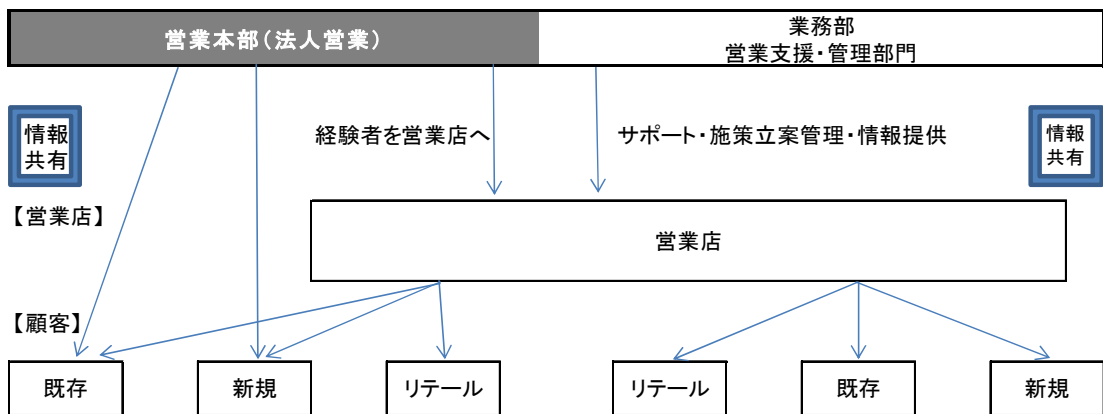 営業本部（法人営業）
業務部
営業支援・管理部門
情報
共有
経験者を営業店へ
サポート・施策立案管理・情報提供
情報
共有
【営業店】
営業店
【顧客】
既存
新規
リテール
リテール
既存
新規